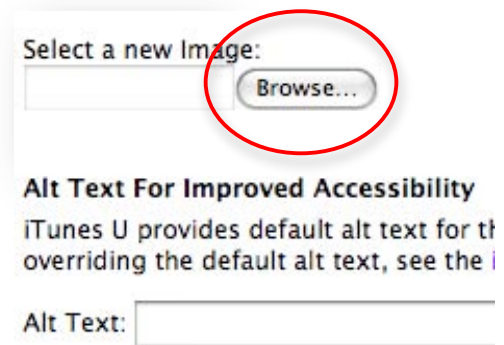 Select a new Image:
Browse...
Alt Text For Improved Accessibility
iTunes U provides default alt text for
overriding the default alt text, see the
Alt Text: